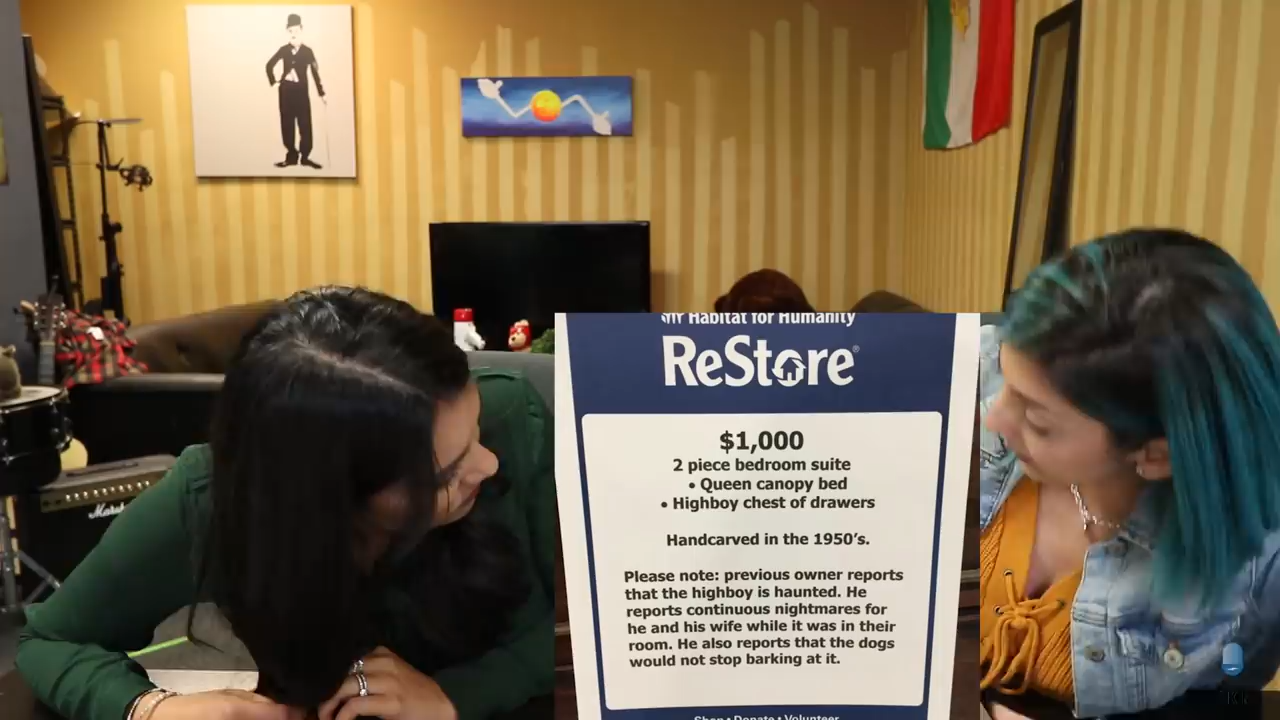 Habitat for Humanity
ReStore®
$1,000
2 piece bedroom suite
• Queen canopy bed
• Highboy chest of drawers
Handcarved in the 1950's.
Please note: previous owner reports
that the highboy is haunted. He
reports continuous nightmares for
he and his wife while it was in their
room. He also reports that the dogs
would not stop barking at it.
Shop • Donate • Volunteer